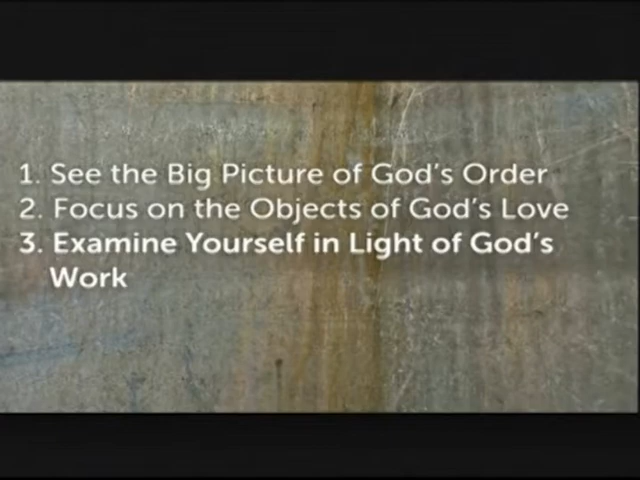 1. See the Big Picture of God's Order
2. Focus on the Objects of God's Love
3. Examine Yourself in Light of God's
Work